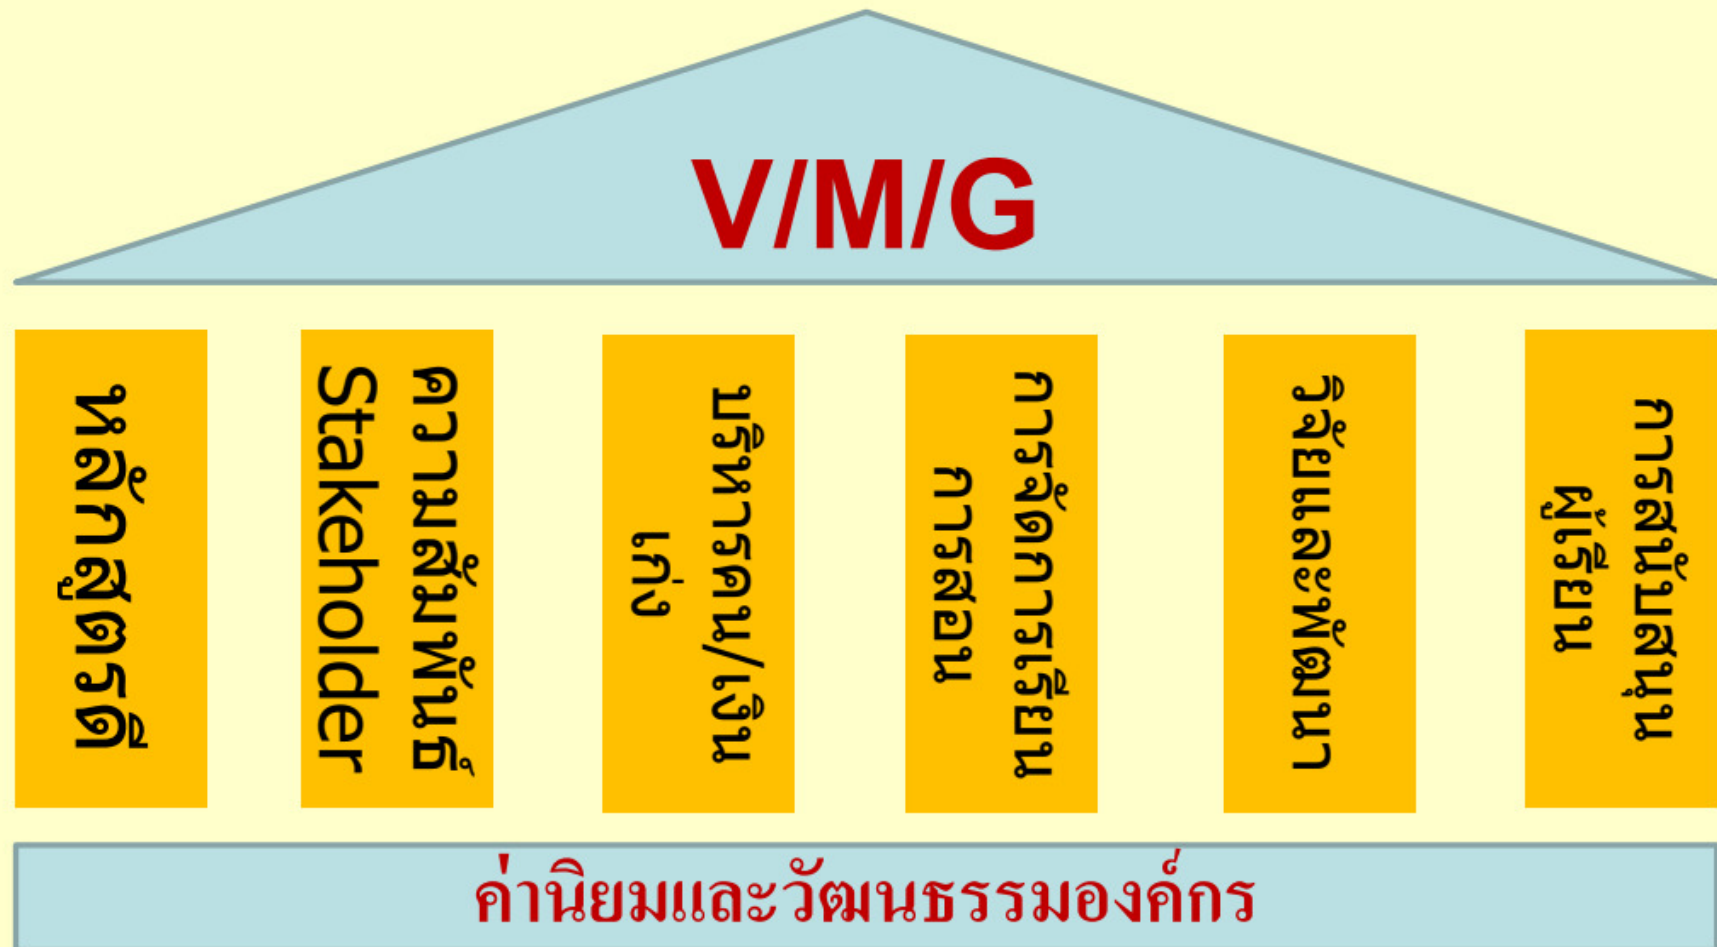 V/M/G
หลักสูตรดี
ความสัมพันธ์
Stakeholder
บริหารคน/เงิน
เก่ง
การจัดการเรียน
การสอน
วิจัยและพัฒนา
การสนับสนุน
ผู้เรียน
ค่านิยมและวัฒนธรรมองค์กร